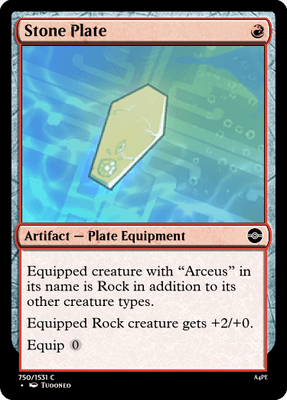 Stone Plate
Artifact — Plate Equipment
Equipped creature with “Arceus” in
its name is Rock in addition to its
other creature types.
Equipped Rock creature gets +2/+0.
Equip 0
750/1531 C
A4PE
• Tuooneo